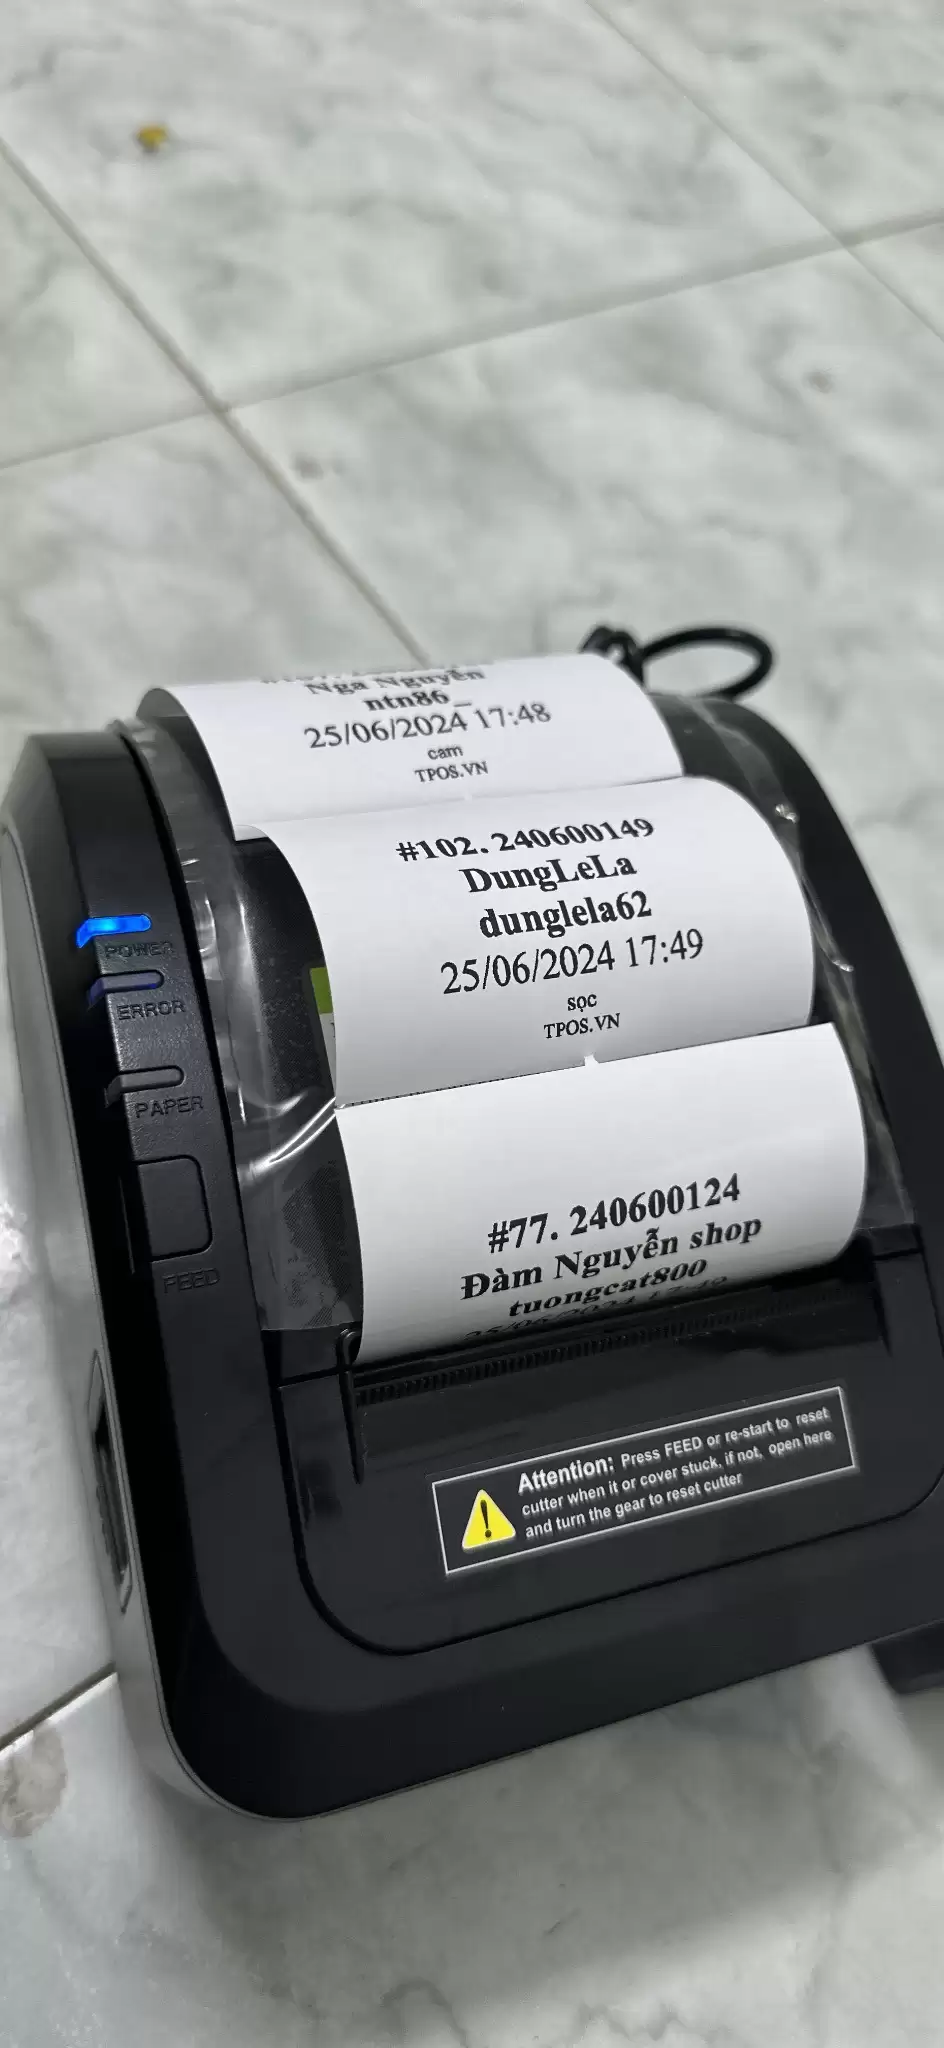 Nga Nguyễn
ntn86_
25/06/2024 17:48
cam
TPOS.VN
#102. 240600149
DungLeLa
dunglela62
25/06/2024 17:49
sọc
TPOS.VN
#77. 240600124
Đàm Nguyễn shop
tuongcat800
25/06/2024
POWER
ERROR
PAPER
FEED
Attention: Press FEED or re-start to reset
cutter when it or cover stuck, if not, open here
and turn the gear to reset cutter